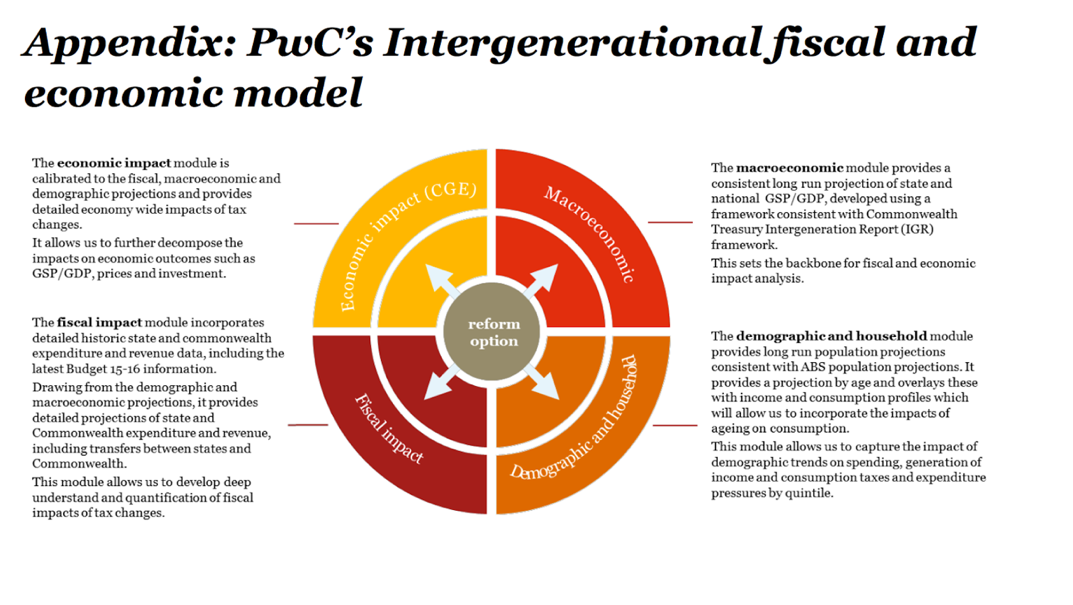 Appendix: PwC’s Intergenerational fiscal and
economic model
The economic impact module is
calibrated to the fiscal, macroeconomic and
demographic projections and provides
detailed economy wide impacts of tax
changes.
It allows us to further decompose the
impacts on economic outcomes such as
GSP/GDP, prices and investment.
The fiscal impact module incorporates
detailed historic state and commonwealth
expenditure and revenue data, including the
latest Budget 15-16 information.
Drawing from the demographic and
macroeconomic projections, it provides
detailed projections of state and
Commonwealth expenditure and revenue,
including transfers between states and
Commonwealth.
This module allows us to develop deep
understand and quantification of fiscal
impacts of tax changes.
Economic impact (CGE)
Macroeconomic
reform
option
Fiscal impact
Demographic and household
The macroeconomic module provides a
consistent long run projection of state and
national GSP/GDP, developed using a
framework consistent with Commonwealth
Treasury Intergeneration Report (IGR)
framework.
This sets the backbone for fiscal and economic
impact analysis.
The demographic and household module
provides long run population projections
consistent with ABS population projections. It
provides a projection by age and overlays these
with income and consumption profiles which
will allow us to incorporate the impacts of
ageing on consumption.
This module allows us to capture the impact of
demographic trends on spending, generation of
income and consumption taxes and expenditure
pressures by quintile.